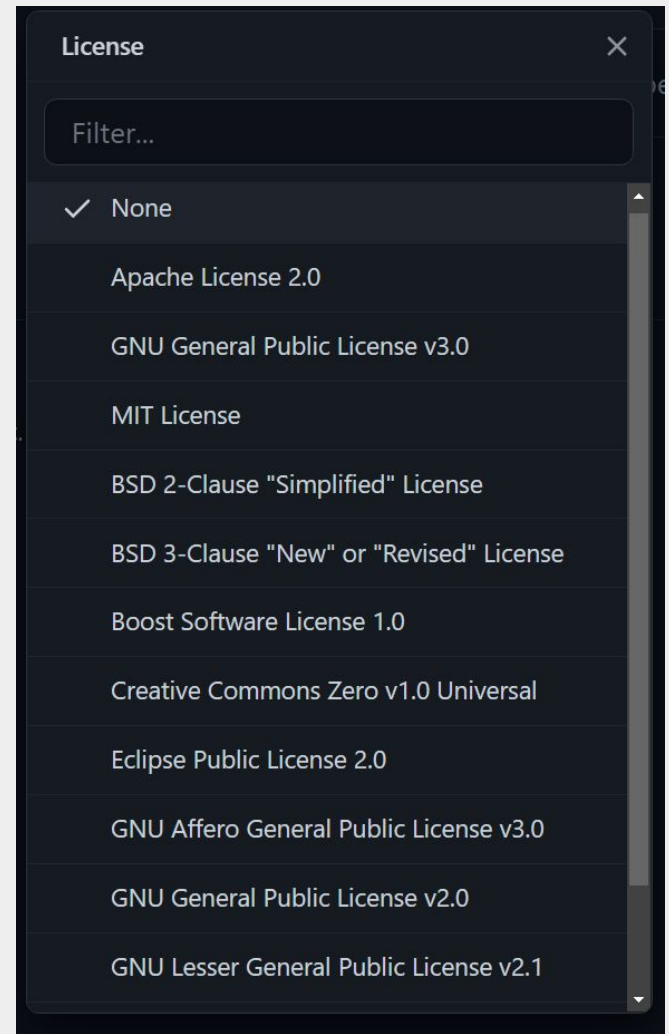 License
Filter...
None
Apache License 2.0
GNU General Public License v3.0
MIT License
BSD 2-Clause "Simplified" License
BSD 3-Clause "New" or "Revised" License
Boost Software License 1.0
Creative Commons Zero v1.0 Universal
Eclipse Public License 2.0
GNU Affero General Public License v3.0
GNU General Public License v2.0
GNU Lesser General Public License v2.1